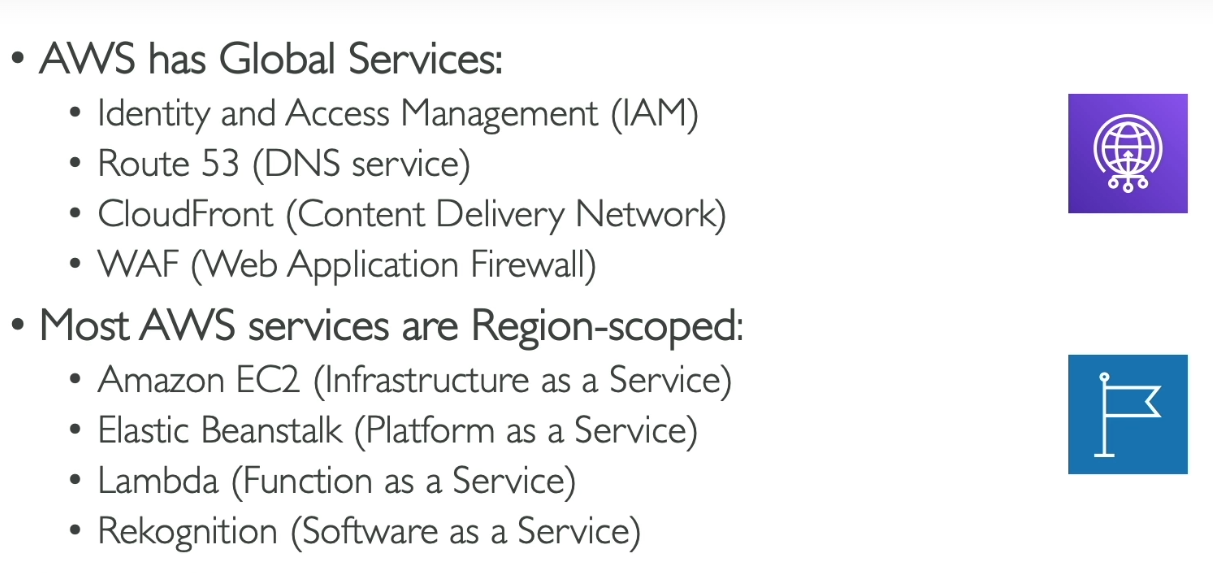 • AWS has Global Services:
• Identity and Access Management (IAM)
• Route 53 (DNS service)
• CloudFront (Content Delivery Network)
• WAF (Web Application Firewall)
• Most AWS services are Region-scoped:
• Amazon EC2 (Infrastructure as a Service)
• Elastic Beanstalk (Platform as a Service)
• Lambda (Function as a Service)
• Rekognition (Software as a Service)